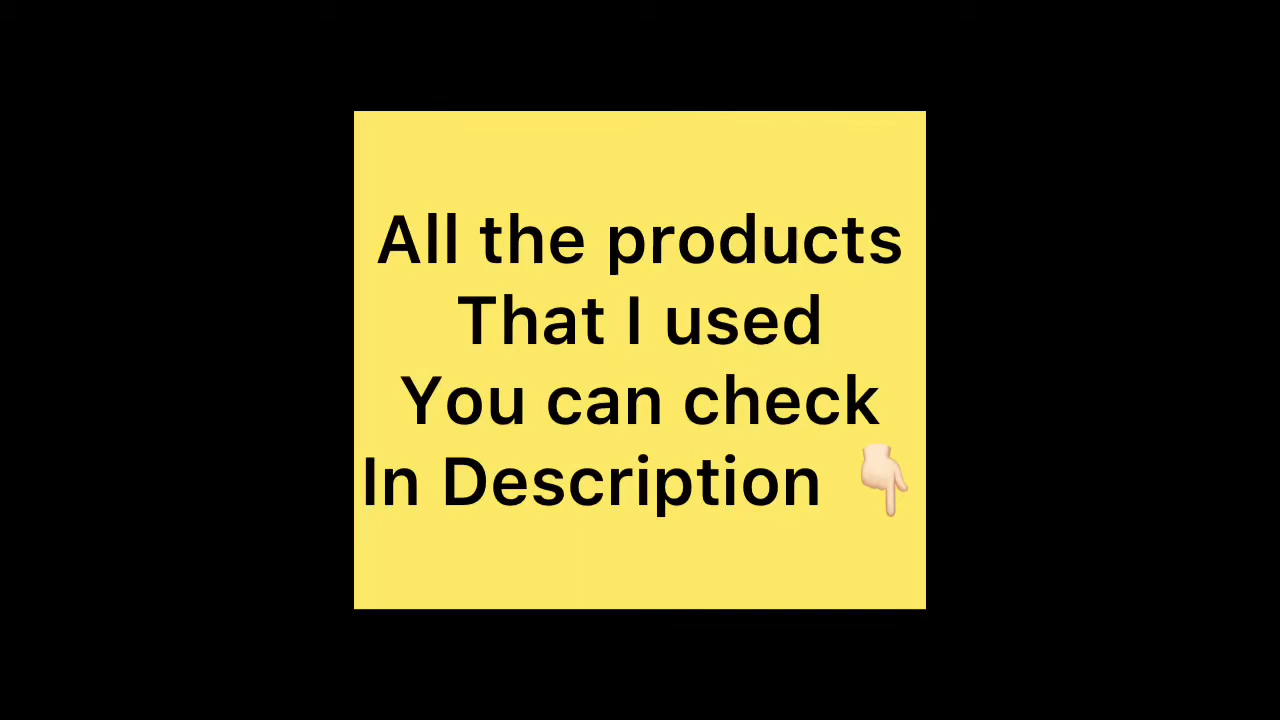 All the products
That I used
You can check
In Description 👇🏻